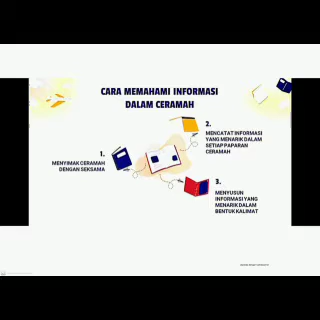 CARA MEMAHAMI INFORMASI
DALAM CERAMAH
1.
MENYIMAK CERAMAH
DENGAN SEKSAMA
2.
MENCATAT INFORMASI
YANG MENARIK DALAM
SETIAP PAPARAN
CERAMAH
3.
MENYUSUN
INFORMASI YANG
MENARIK DALAM
BENTUK KALIMAT